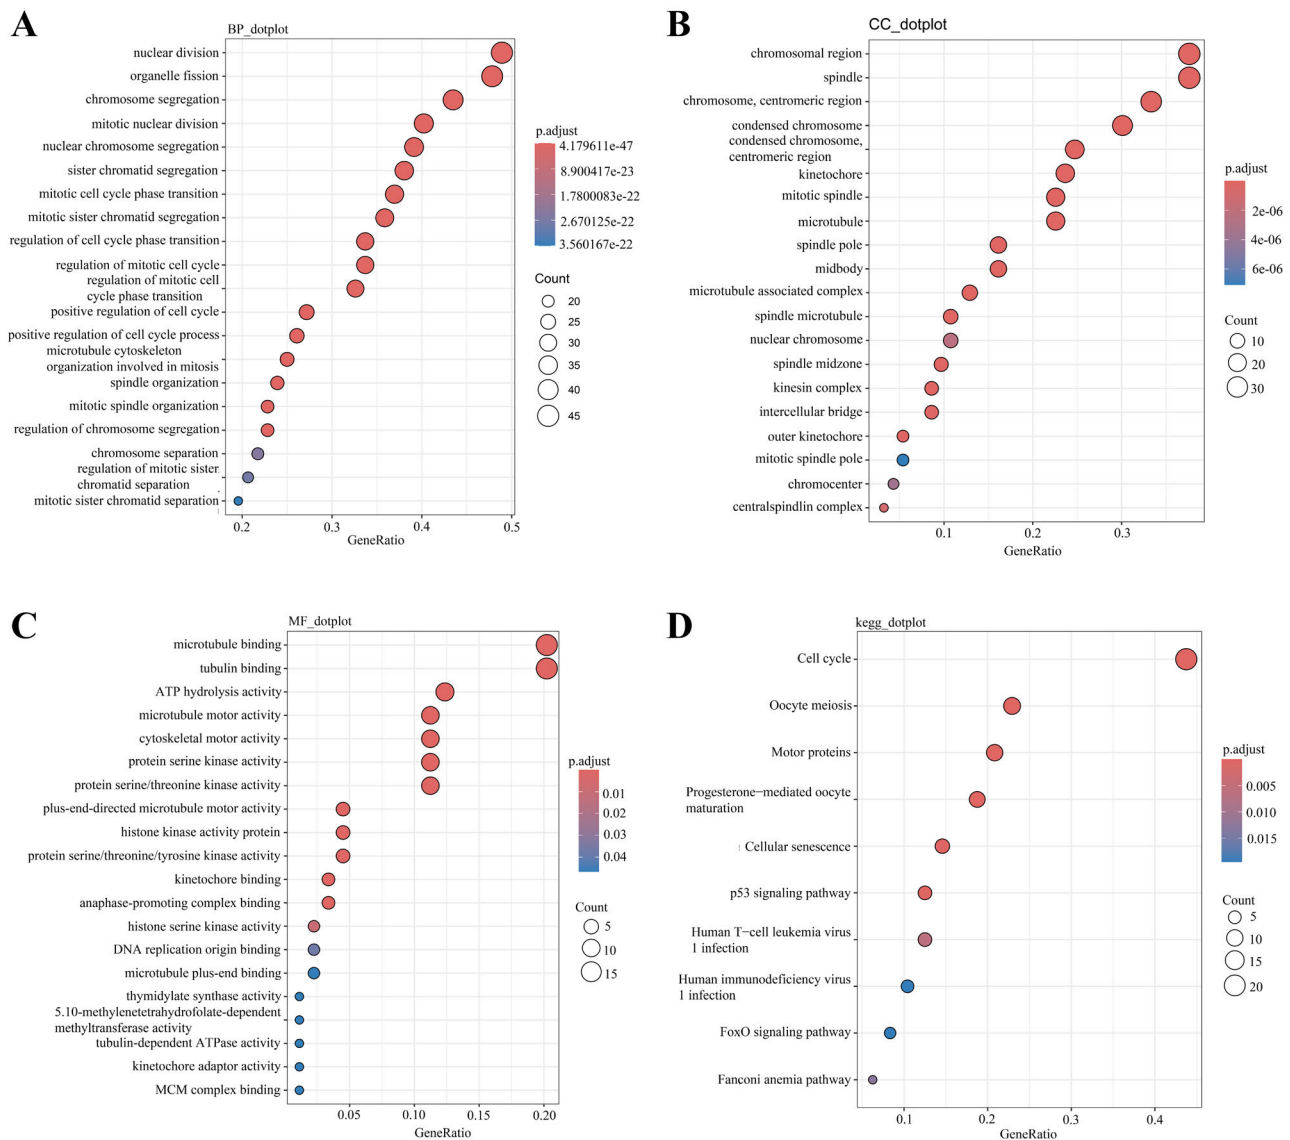 A
BP_dotplot
nuclear division
organelle fission
chromosome segregation
mitotic nuclear division
nuclear chromosome segregation
sister chromatid segregation
mitotic cell cycle phase transition
mitotic sister chromatid segregation
regulation of cell cycle phase transition
regulation of mitotic cell cycle
regulation of mitotic cell
cycle phase transition
positive regulation of cell cycle
positive regulation of cell cycle process
microtubule cytoskeleton
organization involved in mitosis
spindle organization
mitotic spindle organization
regulation of chromosome segregation
chromosome separation
regulation of mitotic sister
chromatid separation
mitotic sister chromatid separation
0.2 0.3 0.4 0.5
GeneRatio
p.adjust
4.179611e-47
8.900417e-23
1.7800083e-22
2.670125e-22
3.560167e-22
Count
20
25
30
35
40
45
B
CC_dotplot
chromosomal region
spindle
chromosome, centromeric region
condensed chromosome
condensed chromosome,
centromeric region
kinetochore
mitotic spindle
microtubule
spindle pole
midbody
microtubule associated complex
spindle microtubule
nuclear chromosome
spindle midzone
kinesin complex
intercellular bridge
outer kinetochore
mitotic spindle pole
chromocenter
centralspindlin complex
0.1 0.2 0.3
GeneRatio
p.adjust
2e-06
4e-06
6e-06
Count
10
20
30
C
MF_dotplot
microtubule binding
tubulin binding
ATP hydrolysis activity
microtubule motor activity
cytoskeletal motor activity
protein serine kinase activity
protein serine/threonine kinase activity
plus-end-directed microtubule motor activity
histone kinase activity protein
protein serine/threonine/tyrosine kinase activity
kinetochore binding
anaphase-promoting complex binding
histone serine kinase activity
DNA replication origin binding
microtubule plus-end binding
thymidylate synthase activity
5.10-methylenetetrahydrofolate-dependent
methyltransferase activity
tubulin-dependent ATPase activity
kinetochore adaptor activity
MCM complex binding
0.05 0.10 0.15 0.20
GeneRatio
p.adjust
0.01
0.02
0.03
0.04
Count
5
10
15
D
kegg_dotplot
Cell cycle
Oocyte meiosis
Motor proteins
Progesterone−mediated oocyte
maturation
Cellular senescence
p53 signaling pathway
Human T−cell leukemia virus
1 infection
Human immunodeficiency virus
1 infection
FoxO signaling pathway
Fanconi anemia pathway
0.1 0.2 0.3 0.4
GeneRatio
p.adjust
0.005
0.010
0.015
Count
5
10
15
20